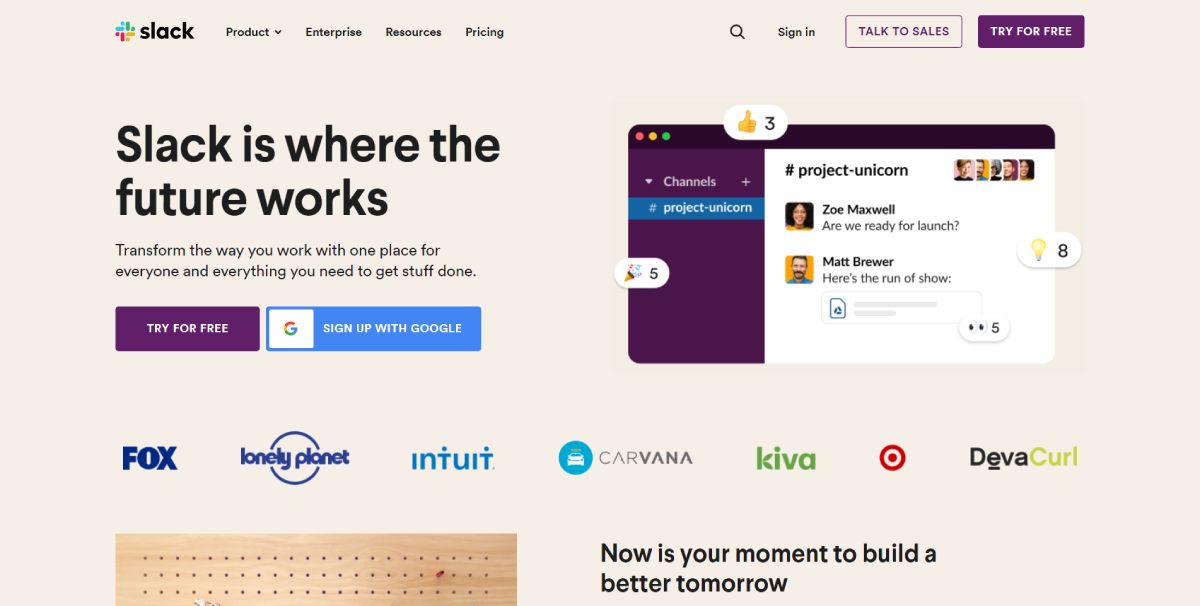 slack
Product
Enterprise
Resources
Pricing
Sign in
TALK TO SALES
TRY FOR FREE
Slack is where the
future works
Transform the way you work with one place for
everyone and everything you need to get stuff done.
TRY FOR FREE
G
SIGN UP WITH GOOGLE
3
Channels +
# project-unicorn
5
# project-unicorn
Zoe Maxwell
Are we ready for launch?
Matt Brewer
Here's the run of show:
8
5
FOX
lonely planet
intuit.
CARVANA
kiva
DevaCurl
Now is your moment to build a
better tomorrow